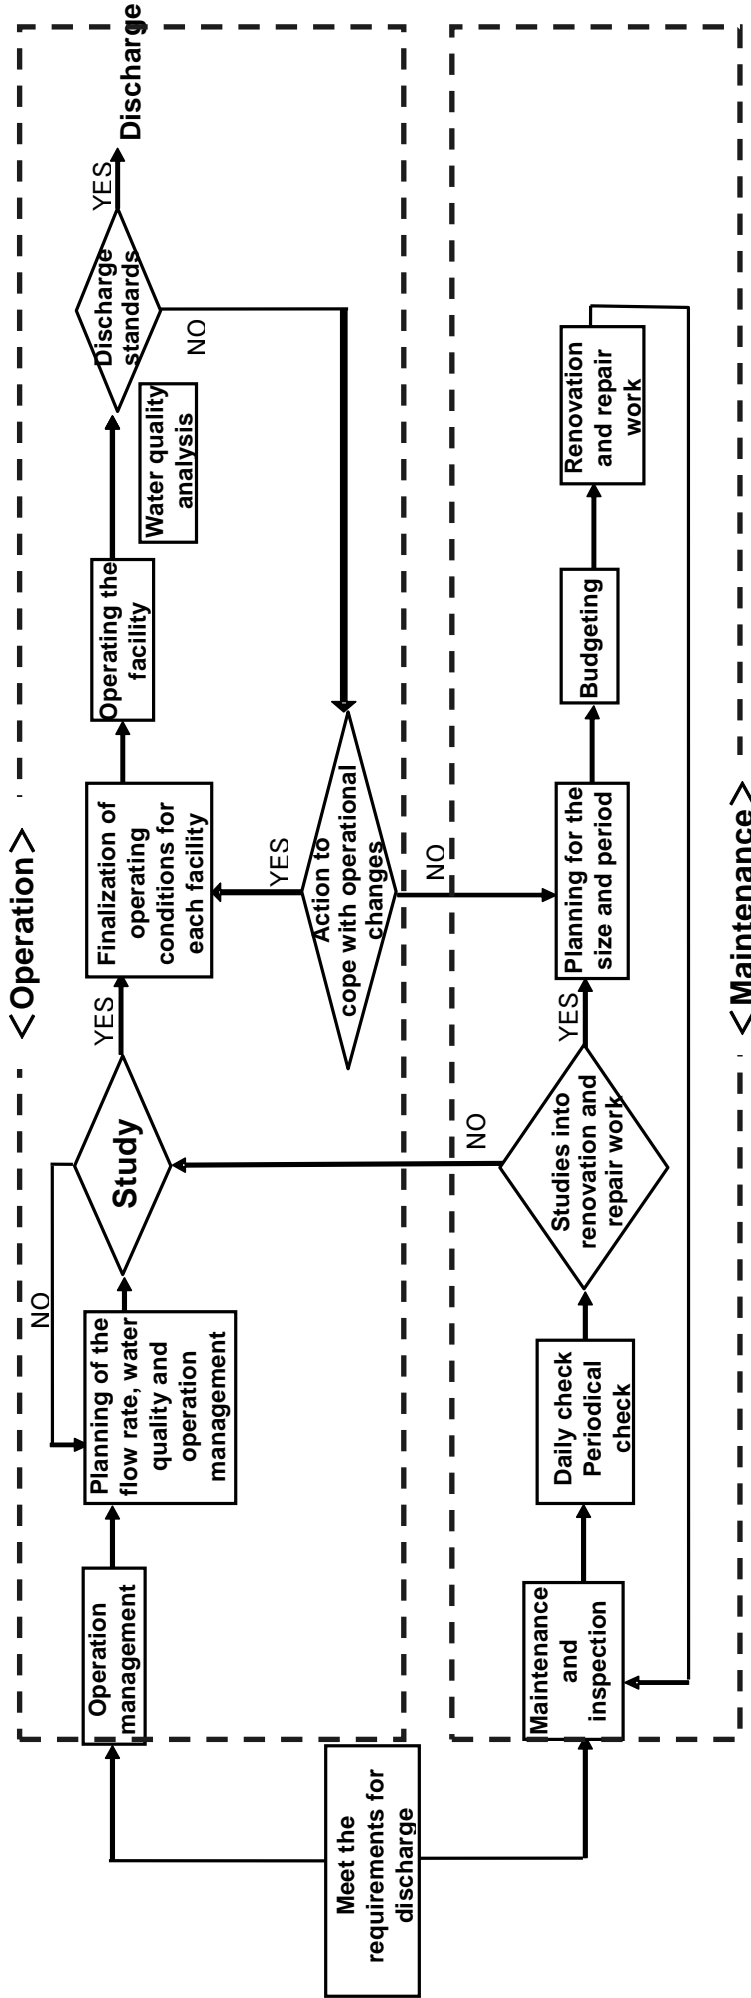 <Operation>
Meet the
requirements for
discharge
Operation
management
Planning of the
flow rate, water
quality and
operation
management
NO
Study
YES
Finalization of
operating
conditions for
each facility
Operating the
facility
Water quality
analysis
Discharge
standards
YES
Discharge
NO
Action to
cope with operational
changes
YES
NO
<Maintenance>
Maintenance
and
inspection
Daily check
Periodical
check
Studies into
renovation and
repair work
NO
YES
Planning for the
size and period
Budgeting
Renovation
and repair
work